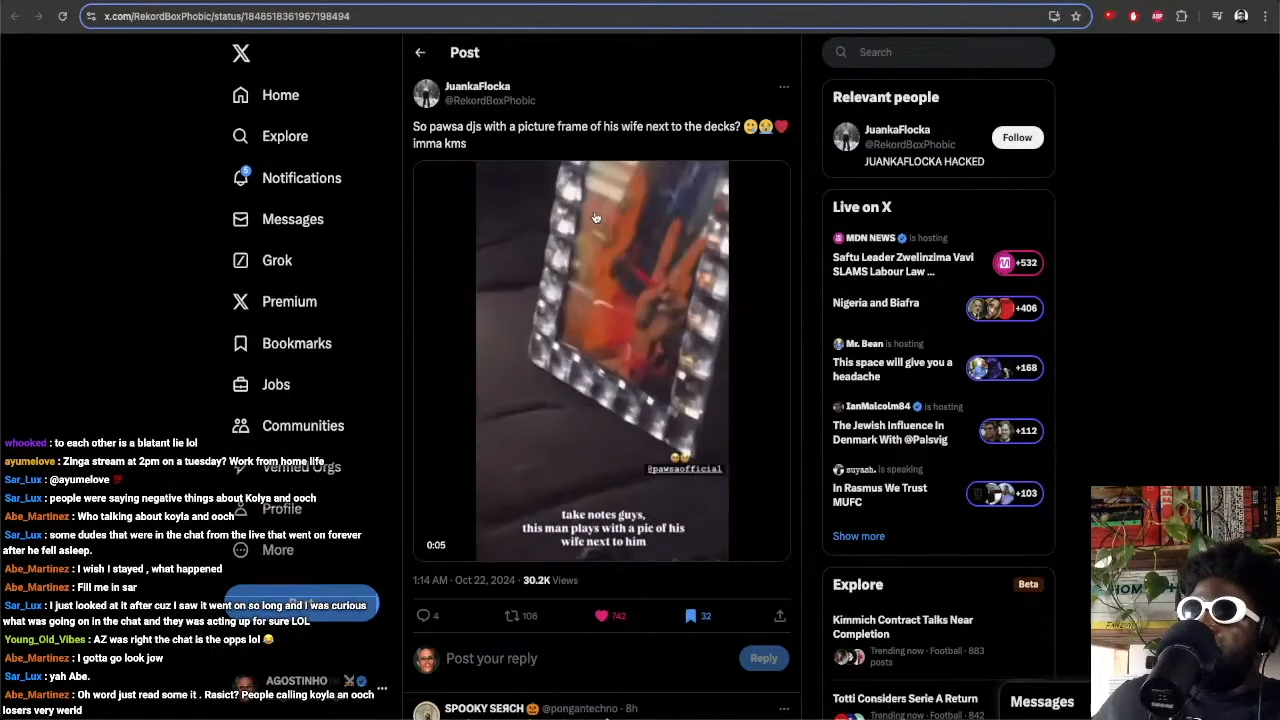 x.com/RekordBoxPhobic/status/1848518361967198494
Home
Explore
5
Notifications
Messages
Grok
Premium
Bookmarks
Jobs
Communities
Verified Orgs
Profile
More
AGOSTINHO
Post
JuankaFlocka
@RekordBoxPhobic
So pawsa djs with a picture frame of his wife next to the decks? 🥲😭❤️
imma kms
@pawsaofficial
take notes guys,
this man plays with a pic of his
wife next to him
0:05
1:14 AM · Oct 22, 2024 · 30.2K Views
4
106
742
32
Post your reply
Reply
SPOOKY SEЯCH 🎃 @pongantechno · 8h
Search
Relevant people
JuankaFlocka
@RekordBoxPhobic
JUANKAFLOCKA HACKED
Follow
Live on X
MDN NEWS is hosting
Saftu Leader Zwelinzima Vavi
SLAMS Labour Law ...
+532
Nigeria and Biafra
+406
Mr. Bean is hosting
This space will give you a
headache
+168
IanMalcolm84 is hosting
The Jewish Influence In
Denmark With @Palsvig
+112
suyash. is speaking
In Rasmus We Trust
MUFC
+103
Show more
Explore
Beta
Kimmich Contract Talks Near
Completion
Trending now · Football · 883
posts
Totti Considers Serie A Return
Trending now · Football · 842
Messages
whooked : to each other is a blatant lie lol
ayumelove : ZInga stream at 2pm on a tuesday? Work from home life
Sar_Lux : @ayumelove 💯
Sar_Lux : people were saying negative things about Kolya and ooch
Abe_Martinez : Who talking about koyla and ooch
Sar_Lux : some dudes that were in the chat from the live that went on forever
after he fell asleep.
Abe_Martinez : I wish I stayed , what happened
Abe_Martinez : Fill me in sar
Sar_Lux : I just looked at it after cuz I saw it went on so long and I was curious
what was going on in the chat and they was acting up for sure LOL
Young_Old_Vibes : AZ was right the chat is the opps lol 😂
Abe_Martinez : I gotta go look jow
Sar_Lux : yah Abe.
Abe_Martinez : Oh word just read some it . Rasict? People calling koyla an ooch
losers very werid